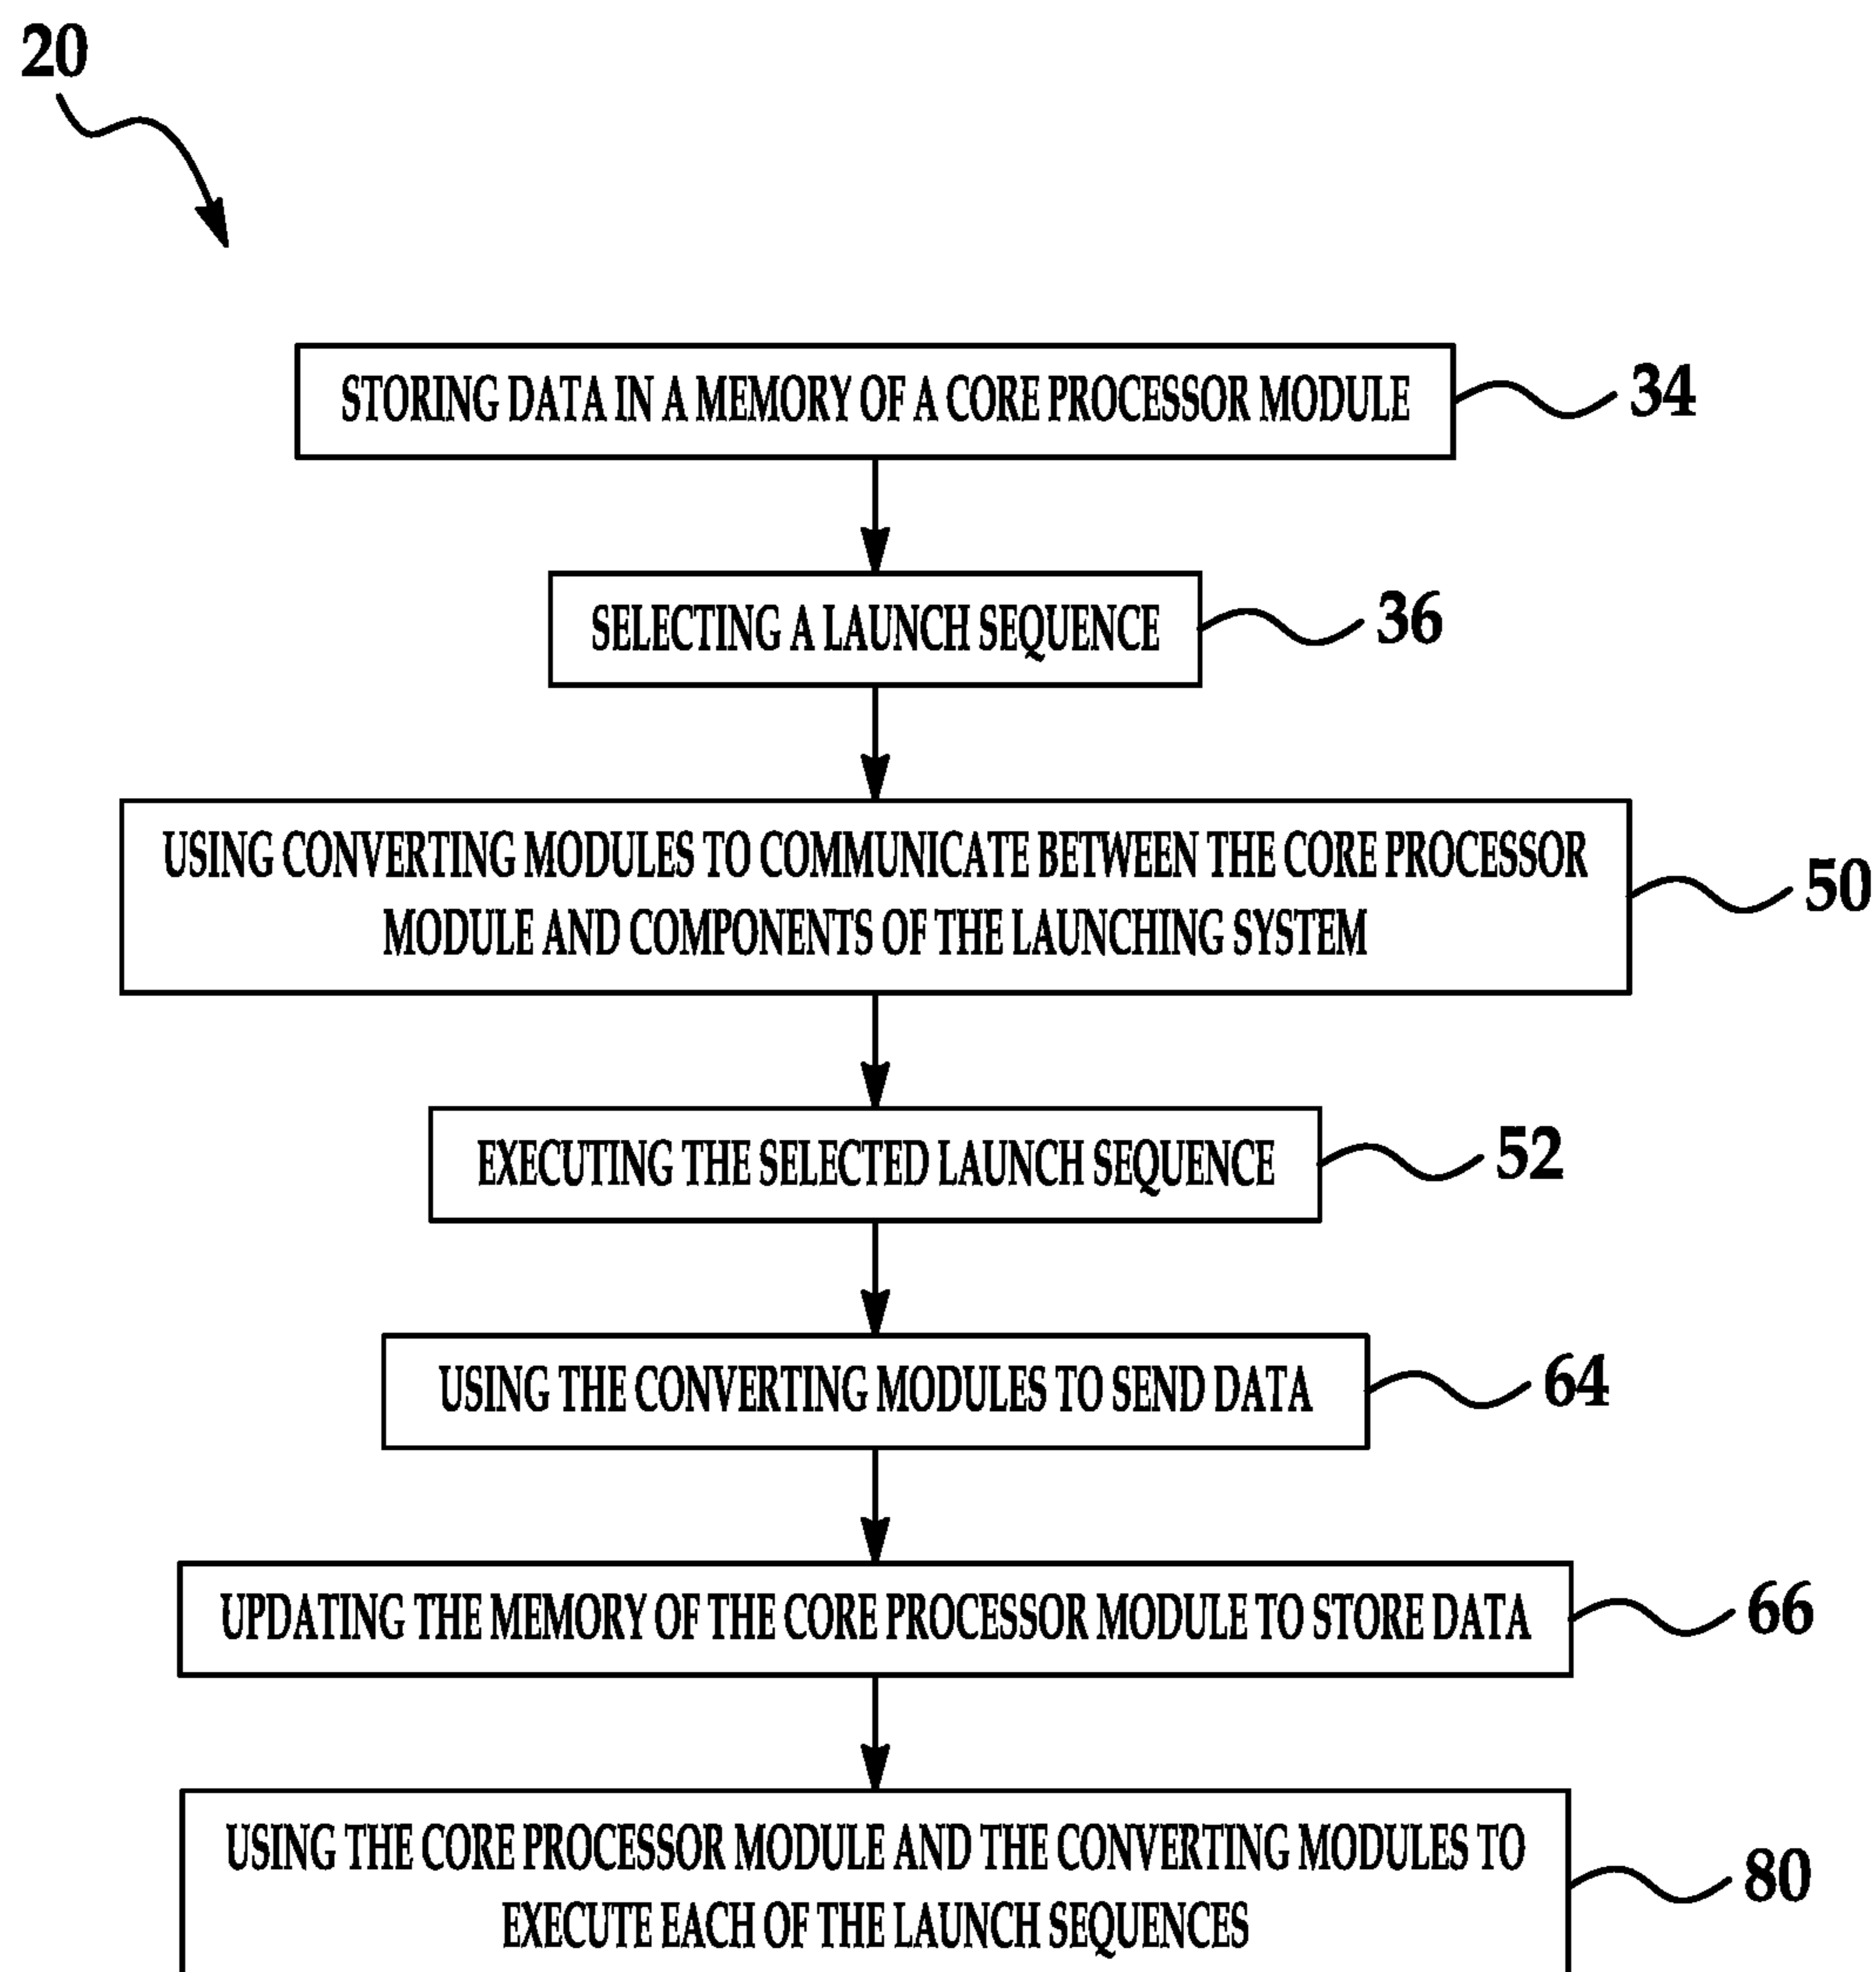 20
STORING DATA IN A MEMORY OF A CORE PROCESSOR MODULE
34
SELECTING A LAUNCH SEQUENCE
36
USING CONVERTING MODULES TO COMMUNICATE BETWEEN THE CORE PROCESSOR
MODULE AND COMPONENTS OF THE LAUNCHING SYSTEM
50
EXECUTING THE SELECTED LAUNCH SEQUENCE
52
USING THE CONVERTING MODULES TO SEND DATA
64
UPDATING THE MEMORY OF THE CORE PROCESSOR MODULE TO STORE DATA
66
USING THE CORE PROCESSOR MODULE AND THE CONVERTING MODULES TO
EXECUTE EACH OF THE LAUNCH SEQUENCES
80